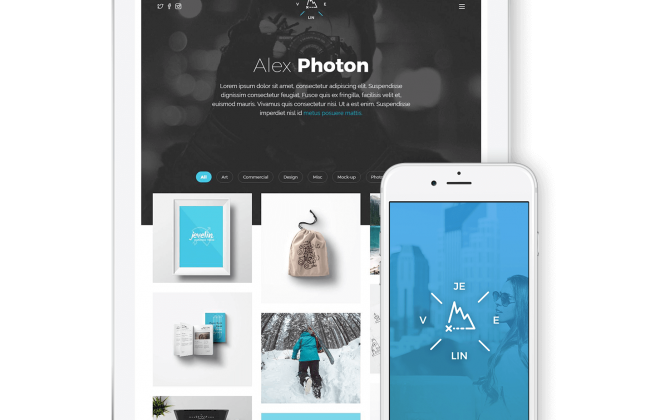 V E
LIN
Alex Photon
Lorem ipsum dolor sit amet, consectetur adipiscing elit. Suspendisse
dignissim consectetur feugiat. Fusce quis ex fringilla, facilisis velit et,
euismod mauris. Vivamus quis consectetur nisi. Ut a est enim. Suspendisse
imperdiet nisl id metus posuere mattis.
All Art Commercial Design Misc Mock-up Photo
jevelin
JE
V E
LIN